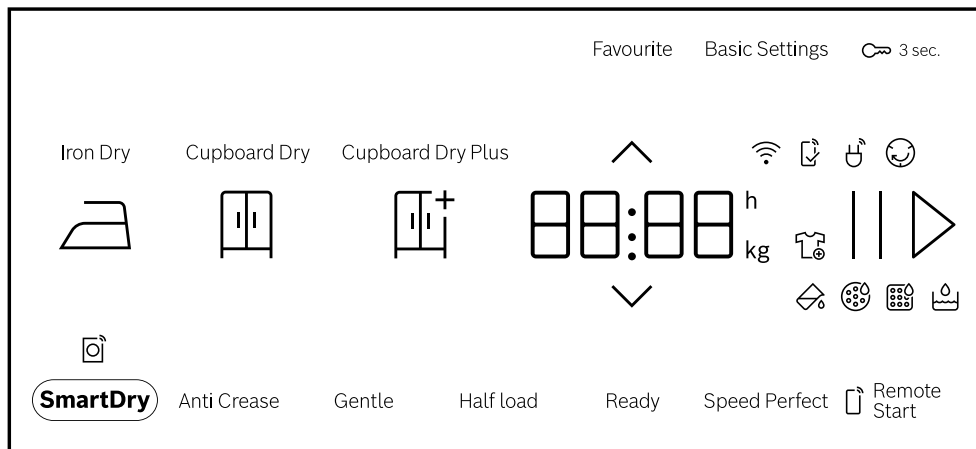 Favourite Basic Settings 3 sec.
Iron Dry Cupboard Dry Cupboard Dry Plus
88:88 h
kg
SmartDry Anti Crease Gentle Half load Ready Speed Perfect Remote
Start